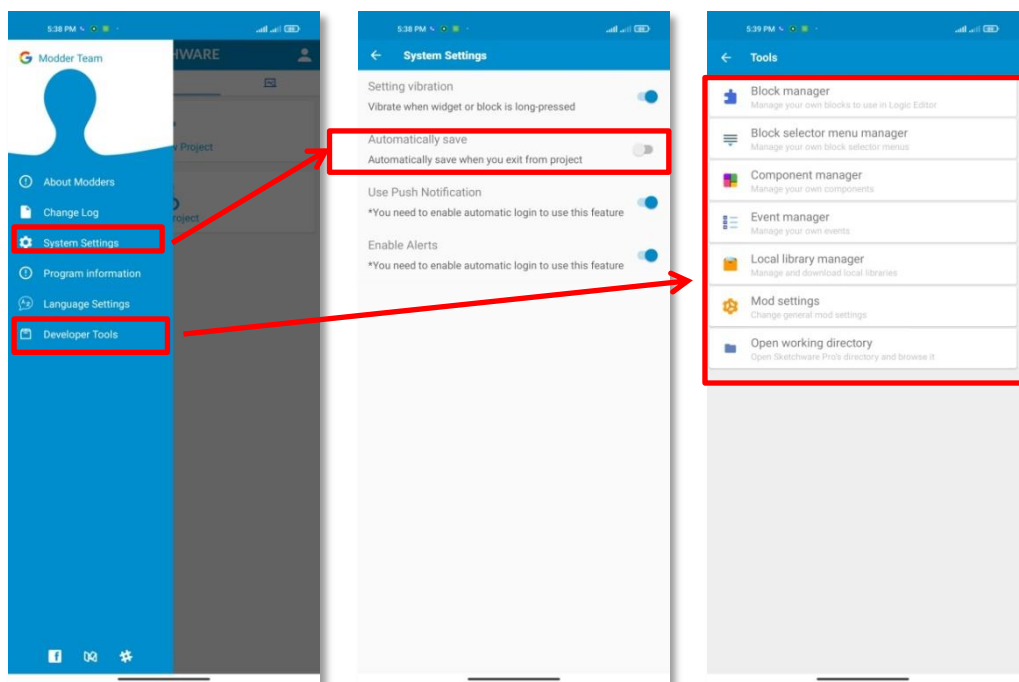 5:38 PM
Modder Team
HWARE
v Project
roject
About Modders
Change Log
System Settings
Program information
Language Settings
Developer Tools
5:38 PM
System Settings
Setting vibration
Vibrate when widget or block is long-pressed
Automatically save
Automatically save when you exit from project
Use Push Notification
*You need to enable automatic login to use this feature
Enable Alerts
*You need to enable automatic login to use this feature
5:39 PM
Tools
Block manager
Manage your own blocks to use in Logic Editor
Block selector menu manager
Manage your own block selector menus
Component manager
Manage your own components
Event manager
Manage your own events
Local library manager
Manage and download local libraries
Mod settings
Change general mod settings
Open working directory
Open Sketchware Pro's directory and browse it